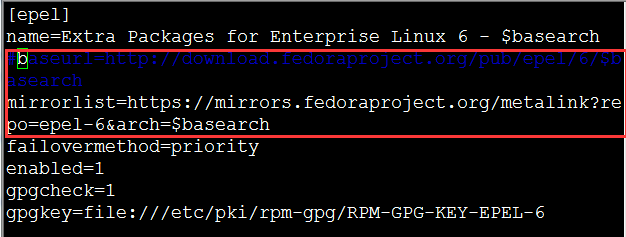 [epel]
name=Extra Packages for Enterprise Linux 6 - $basearch
#baseurl=http://download.fedoraproject.org/pub/epel/6/$b
asearch
mirrorlist=https://mirrors.fedoraproject.org/metalink?re
po=epel-6&arch=$basearch
failovermethod=priority
enabled=1
gpgcheck=1
gpgkey=file:///etc/pki/rpm-gpg/RPM-GPG-KEY-EPEL-6